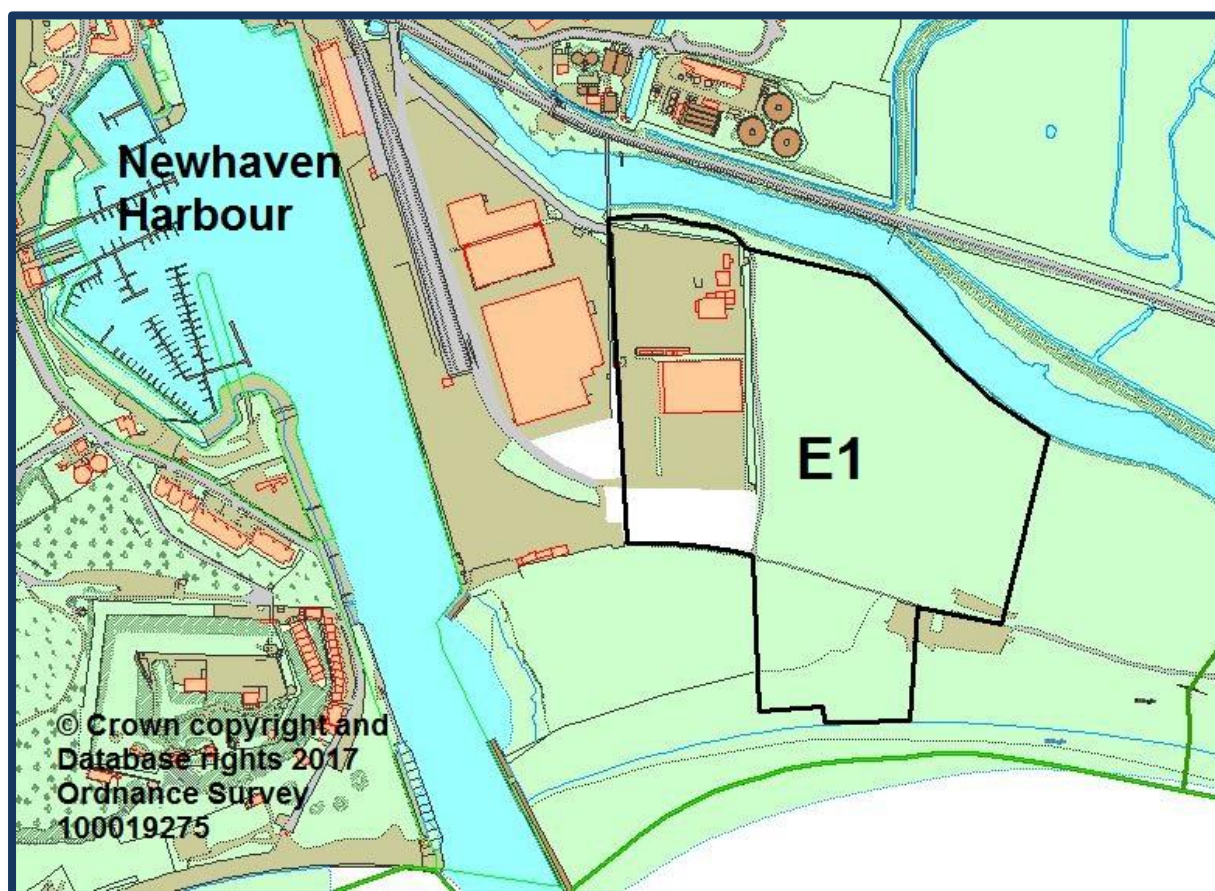 Newhaven
Harbour
E1
© Crown copyright and
Database rights 2017
Ordnance Survey
100019275